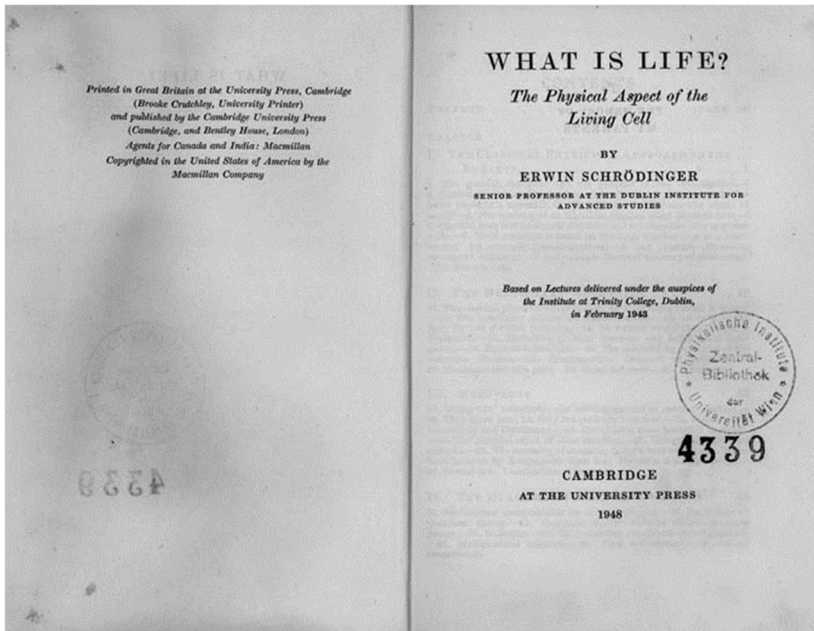 Printed in Great Britain at the University Press, Cambridge
(Brooke Crutchley, University Printer)
and published by the Cambridge University Press
(Cambridge, and Bentley House, London)
Agents for Canada and India: Macmillan
Copyrighted in the United States of America by the
Macmillan Company
4339
WHAT IS LIFE?
The Physical Aspect of the
Living Cell
BY
ERWIN SCHRÖDINGER
SENIOR PROFESSOR AT THE DUBLIN INSTITUTE FOR
ADVANCED STUDIES
Based on Lectures delivered under the auspices of
the Institute at Trinity College, Dublin,
in February 1943
Physikalische Institute
Zentral-
Bibliothek
der
Universität Wien
4339
CAMBRIDGE
AT THE UNIVERSITY PRESS
1948